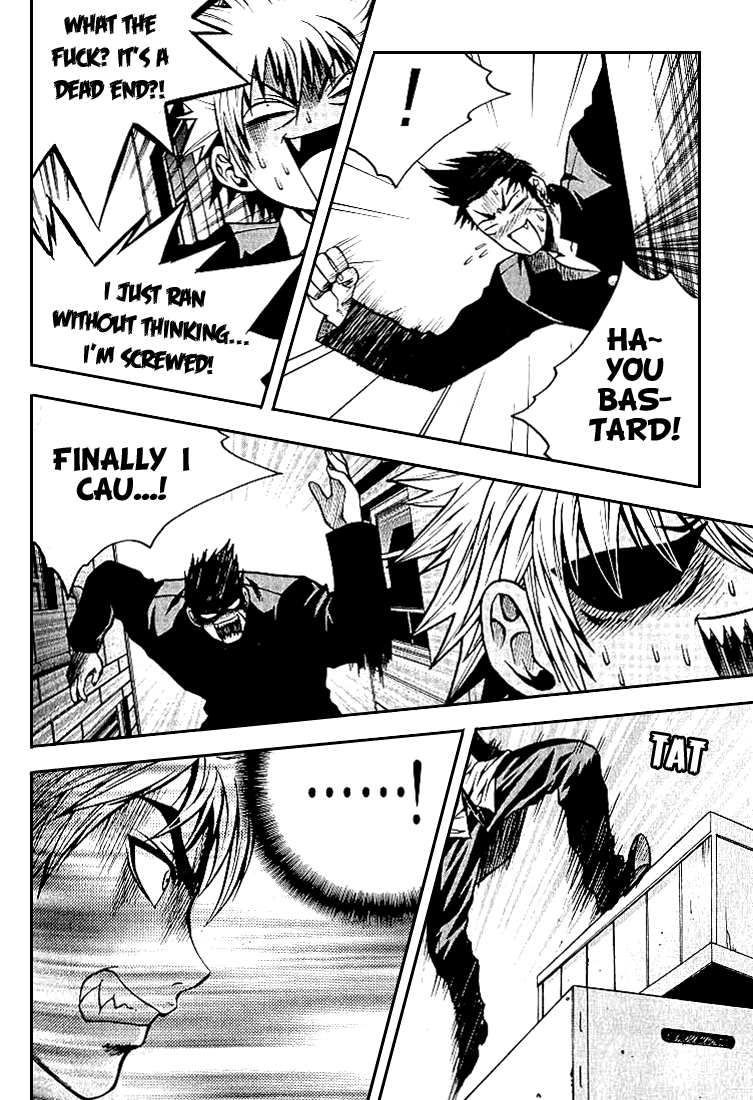 WHAT THE
FUCK? IT'S A
DEAD END?!
I JUST RAN
WITHOUT THINKING...
I'M SCREWED!
!
HA~
YOU
BAS-
TARD!
FINALLY I
CAU...!
......!
TAT